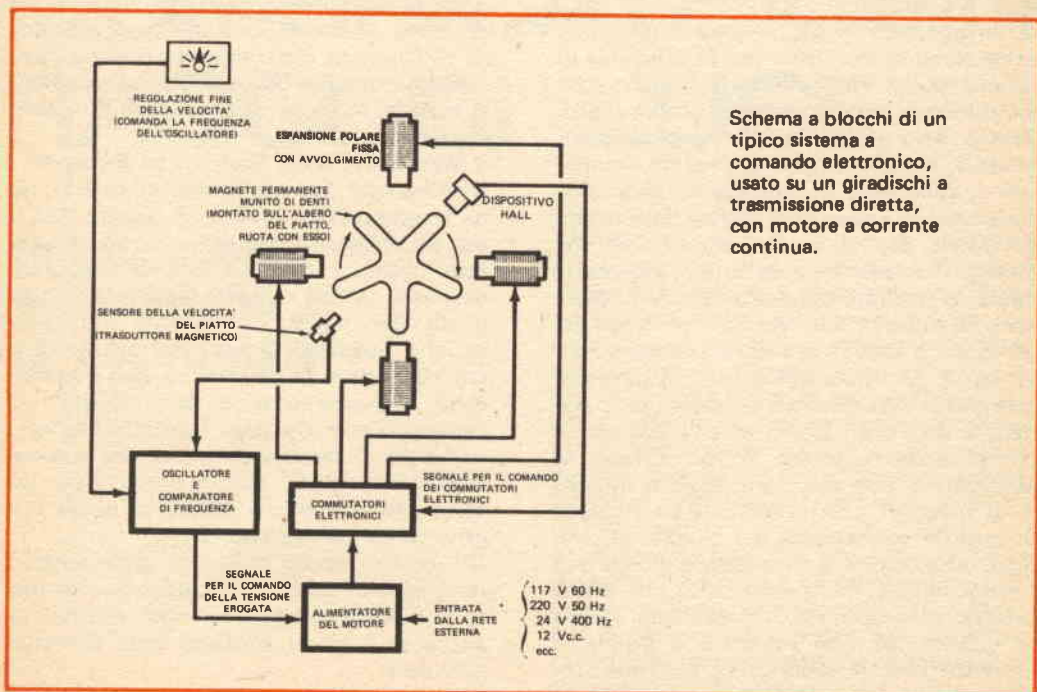 REGOLAZIONE FINE
DELLA VELOCITA'
(COMANDA LA FREQUENZA
DELL'OSCILLATORE)
ESPANSIONE POLARE
FISSA
CON AVVOLGIMENTO
MAGNETE PERMANENTE
MUNITO DI DENTI
(MONTATO SULL'ALBERO
DEL PIATTO,
RUOTA CON ESSO)
DISPOSITIVO
HALL
SENSORE DELLA VELOCITA'
DEL PIATTO
(TRASDUTTORE MAGNETICO)
OSCILLATORE
E
COMPARATORE
DI FREQUENZA
COMMUTATORI
ELETTRONICI
SEGNALE PER IL COMANDO
DEI COMMUTATORI
ELETTRONICI
SEGNALE
PER IL COMANDO
DELLA TENSIONE
EROGATA
ALIMENTATORE
DEL MOTORE
ENTRATA
DALLA RETE
ESTERNA
117 V 60 Hz
220 V 50 Hz
24 V 400 Hz
12 Vc.c.
ecc.
Schema a blocchi di un
tipico sistema a
comando elettronico,
usato su un giradischi a
trasmissione diretta,
con motore a corrente
continua.